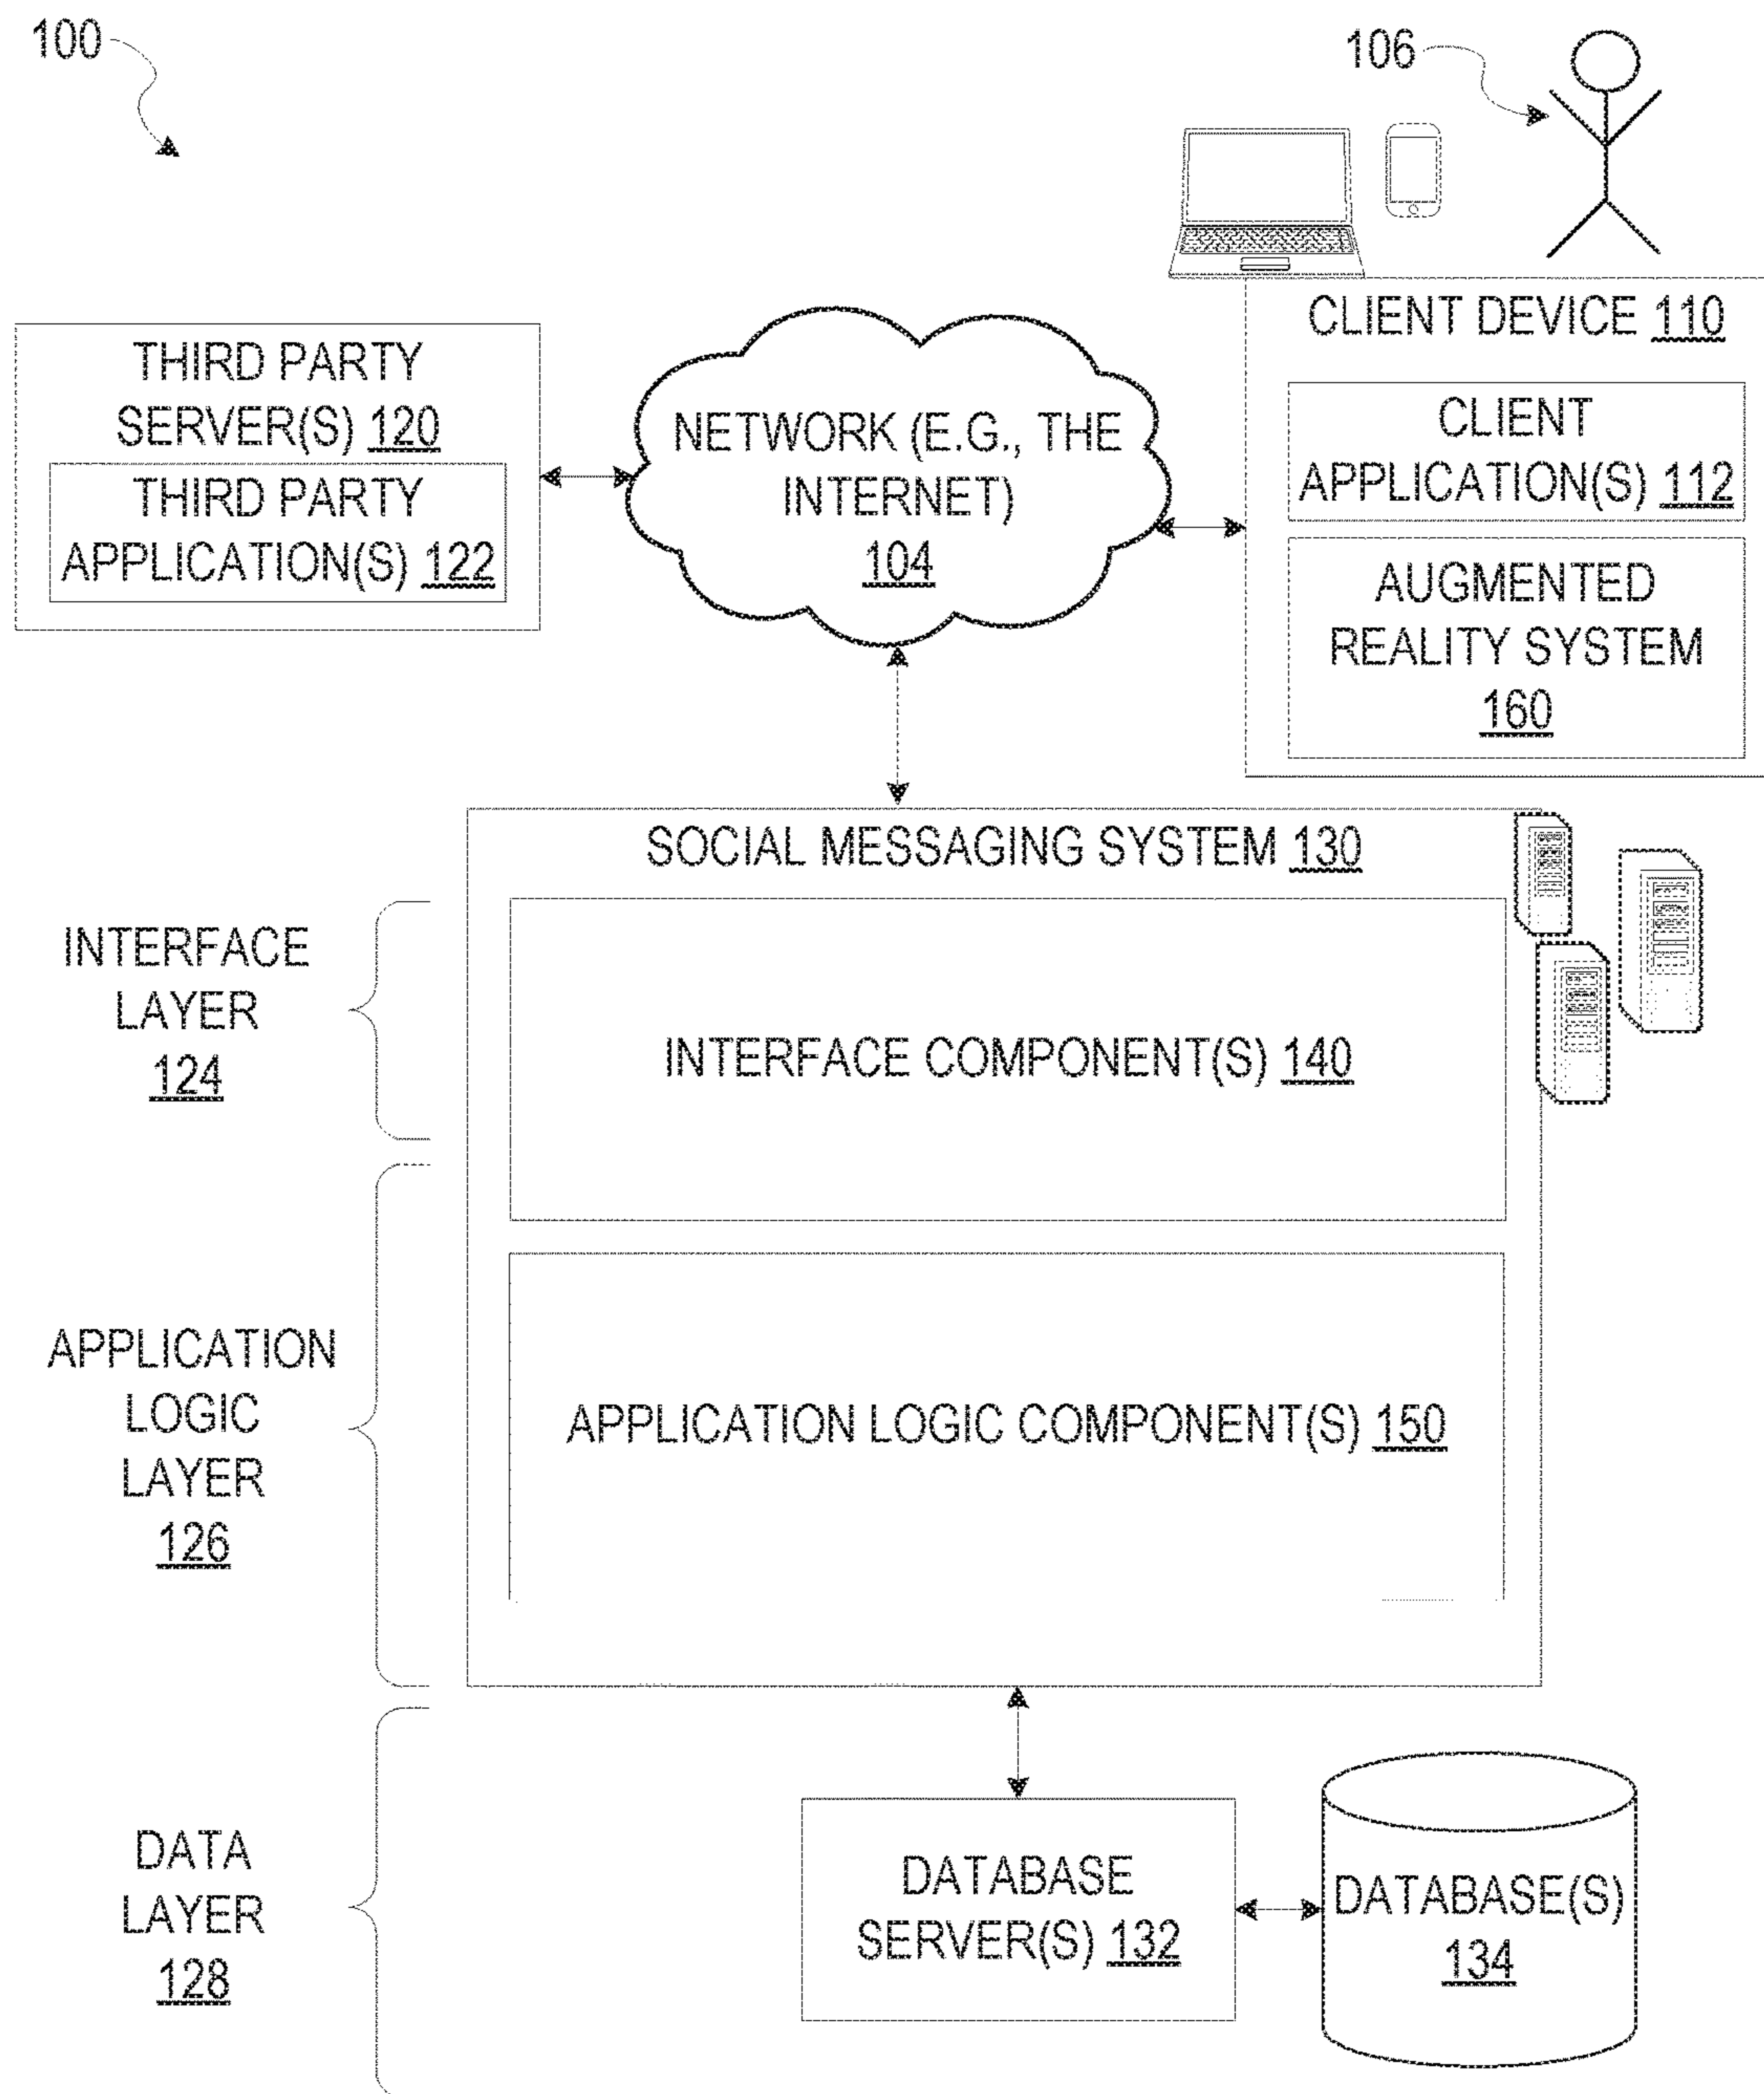 100
106
CLIENT DEVICE 110
CLIENT
APPLICATION(S) 112
AUGMENTED
REALITY SYSTEM
160
THIRD PARTY
SERVER(S) 120
THIRD PARTY
APPLICATION(S) 122
NETWORK (E.G., THE
INTERNET)
104
SOCIAL MESSAGING SYSTEM 130
INTERFACE
LAYER
124
INTERFACE COMPONENT(S) 140
APPLICATION
LOGIC
LAYER
126
APPLICATION LOGIC COMPONENT(S) 150
DATA
LAYER
128
DATABASE
SERVER(S) 132
DATABASE(S)
134